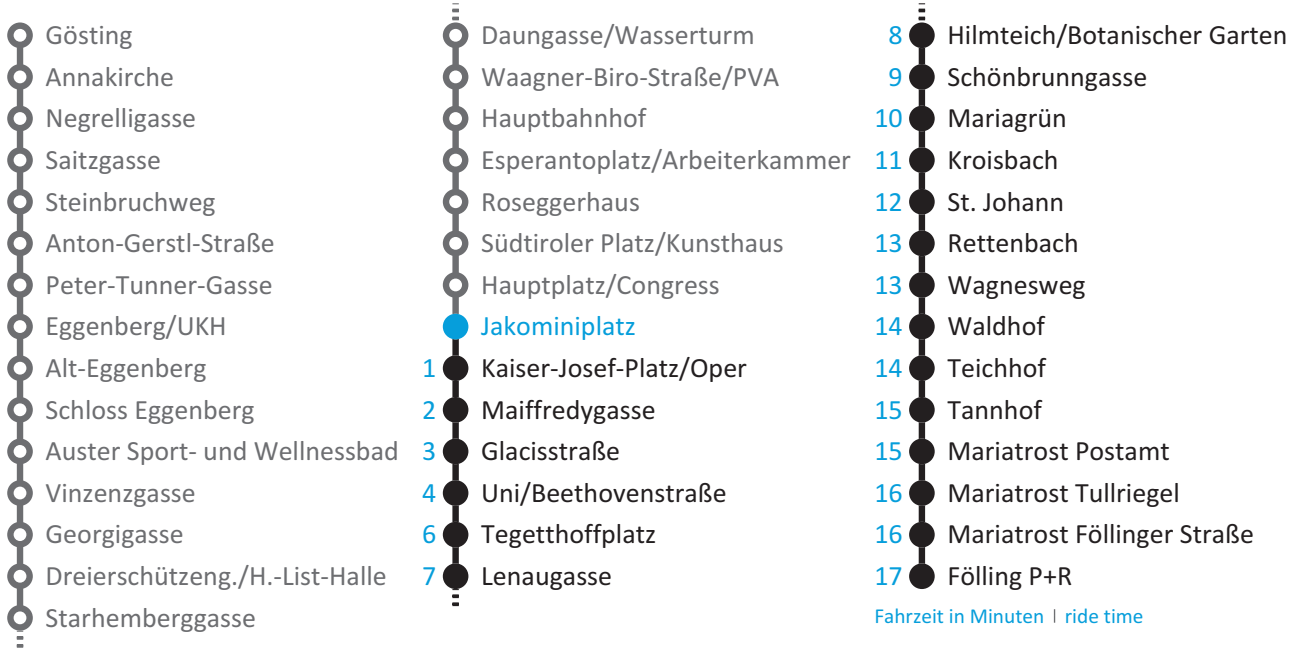 Gösting
Annakirche
Negrelligasse
Saitzgasse
Steinbruchweg
Anton-Gerstl-Straße
Peter-Tunner-Gasse
Eggenberg/UKH
Alt-Eggenberg
Schloss Eggenberg
Auster Sport- und Wellnessbad
Vinzenzgasse
Georgigasse
Dreierschützeng./H.-List-Halle
Starhemberggasse
Daungasse/Wasserturm
Waagner-Biro-Straße/PVA
Hauptbahnhof
Esperantoplatz/Arbeiterkammer
Roseggerhaus
Südtiroler Platz/Kunsthaus
Hauptplatz/Congress
Jakominiplatz
1 Kaiser-Josef-Platz/Oper
2 Maiffredygasse
3 Glacisstraße
4 Uni/Beethovenstraße
6 Tegetthoffplatz
7 Lenaugasse
8 Hilmteich/Botanischer Garten
9 Schönbrunngasse
10 Mariagrün
11 Kroisbach
12 St. Johann
13 Rettenbach
13 Wagnesweg
14 Waldhof
14 Teichhof
15 Tannhof
15 Mariatrost Postamt
16 Mariatrost Tullriegel
16 Mariatrost Föllinger Straße
17 Fölling P+R
Fahrzeit in Minuten | ride time